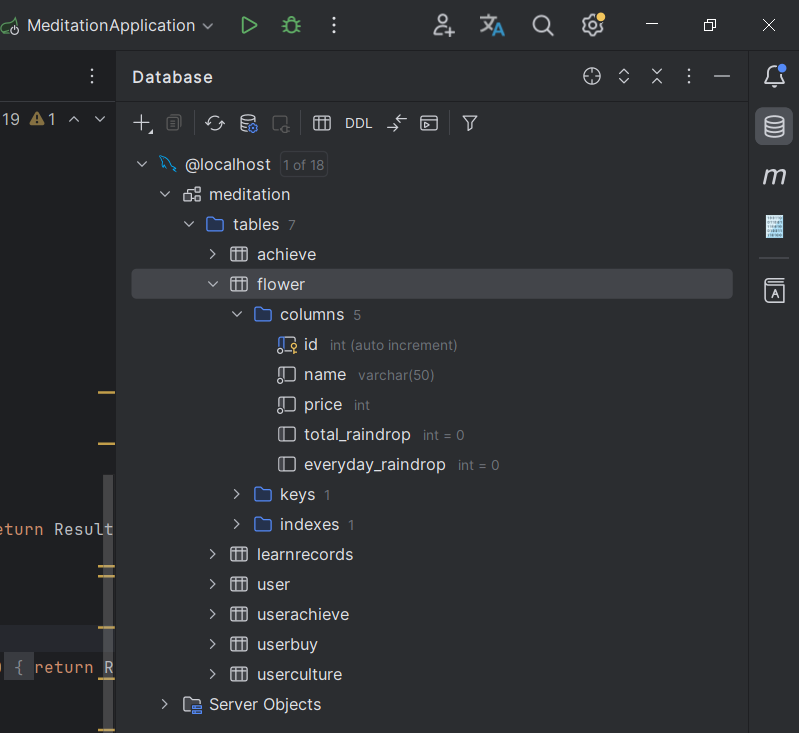 MeditationApplication
Database
19 1
DDL
@localhost 1 of 18
meditation
tables 7
achieve
flower
columns 5
id int (auto increment)
name varchar(50)
price int
total_raindrop int = 0
everyday_raindrop int = 0
keys 1
indexes 1
eturn Result
learnrecords
user
userachieve
userbuy
{ return R
userculture
Server Objects
m
A